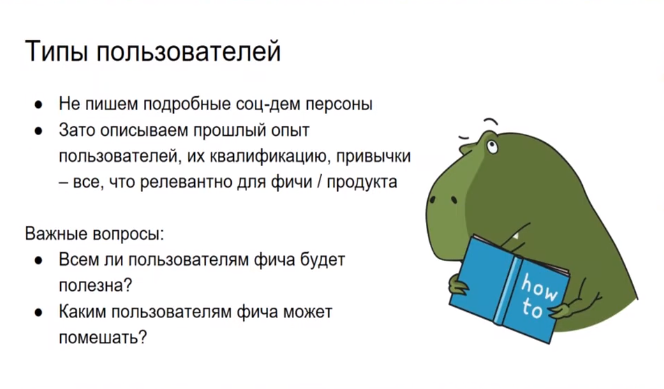 Типы пользователей
● Не пишем подробные соц-дем персоны
● Зато описываем прошлый опыт
пользователей, их квалификацию, привычки
– все, что релевантно для фичи / продукта
Важные вопросы:
● Всем ли пользователям фича будет
полезна?
● Каким пользователям фича может
помешать?
how
to